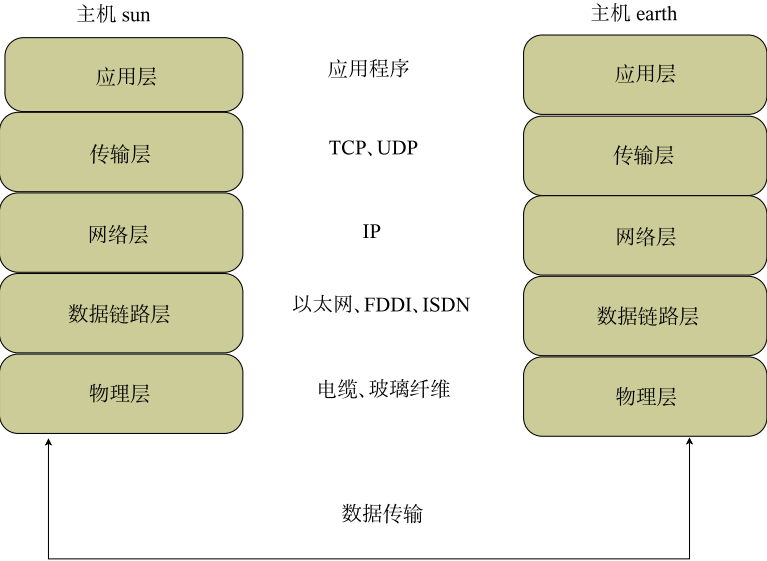 主机 sun
主机 earth
应用层
应用程序
应用层
传输层
TCP、UDP
传输层
网络层
IP
网络层
数据链路层
以太网、FDDI、ISDN
数据链路层
物理层
电缆、玻璃纤维
物理层
数据传输